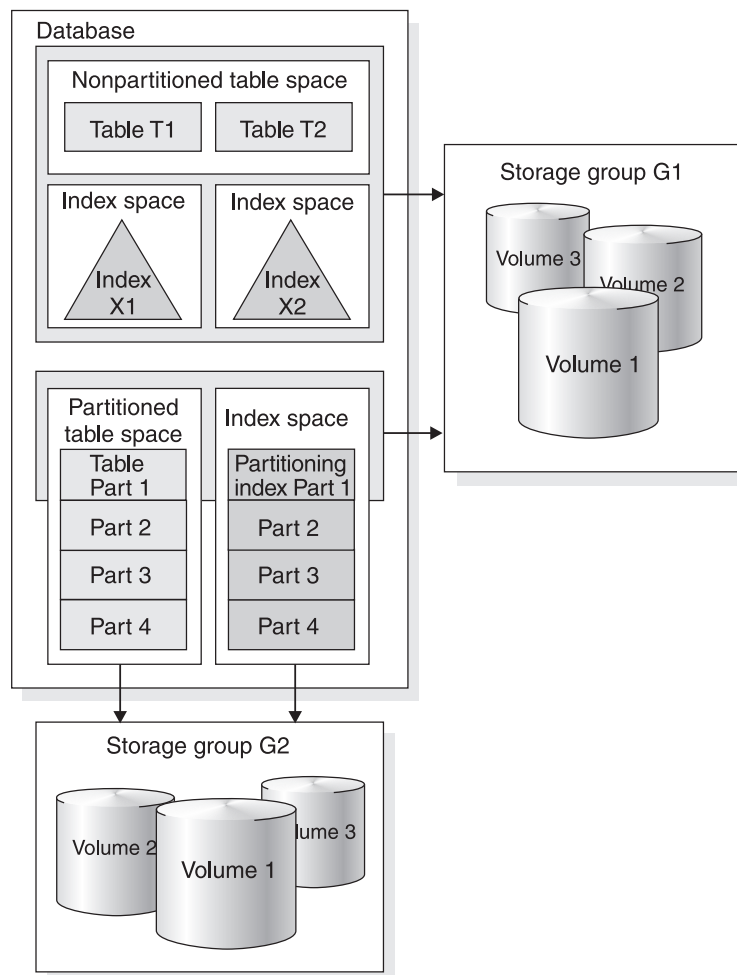 Database
Nonpartitioned table space
Table T1
Table T2
Index space
Index
X1
Index space
Index
X2
Storage group G1
Volume 3
Volume 2
Volume 1
Partitioned
table space
Table
Part 1
Part 2
Part 3
Part 4
Index space
Partitioning
index Part 1
Part 2
Part 3
Part 4
Storage group G2
Volume 2
Volume 1
Volume 3